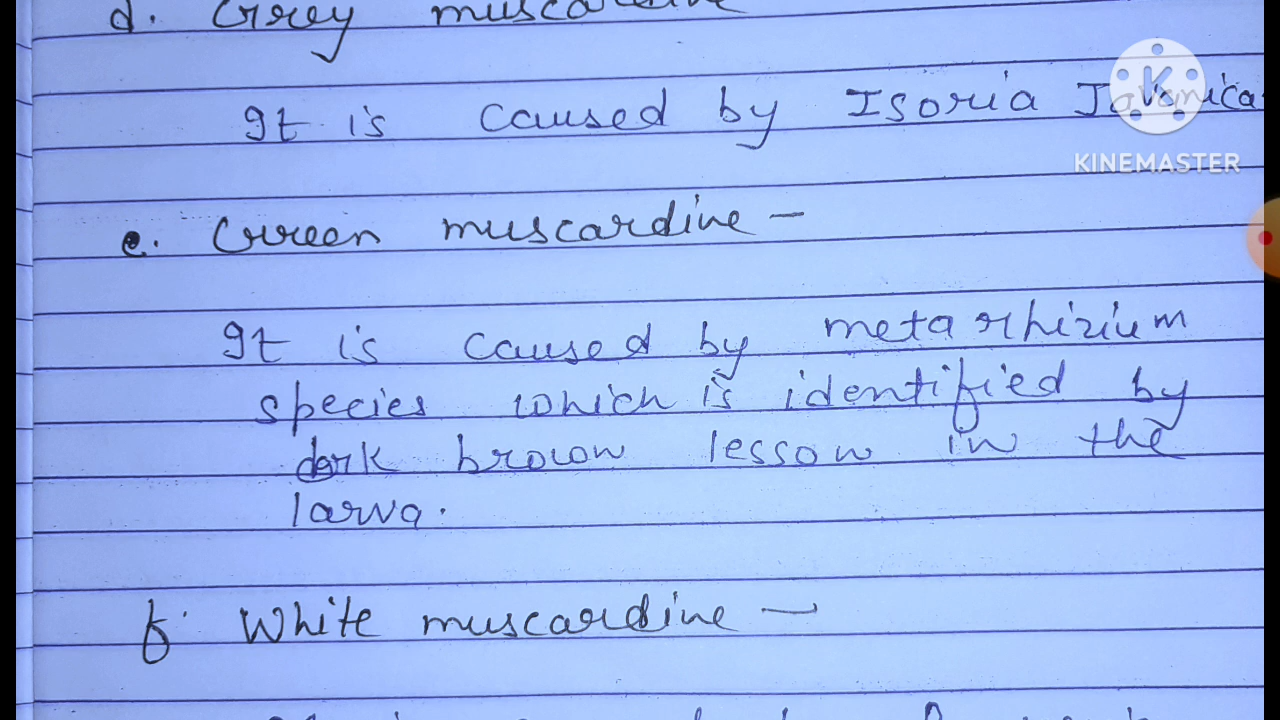 d. Grey muscardine
It is caused by Isoria Javanica
KINEMASTER
e. Green muscardine –
It is caused by metarhizium
species which is identified by
dark brown lesson in the
larva.
f. White muscardine –